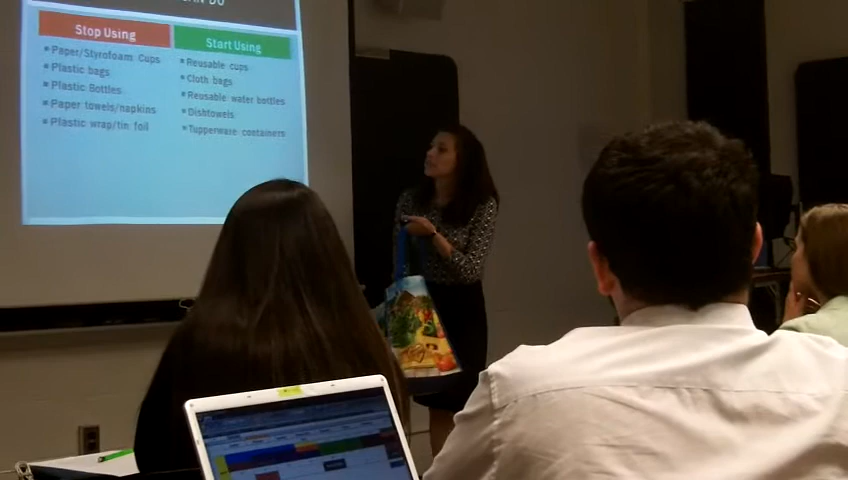 Stop Using
Start Using
Paper/Styrofoam Cups
Plastic bags
Plastic Bottles
Paper towels/napkins
Plastic wrap/tin foil
Reusable cups
Cloth bags
Reusable water bottles
Dishtowels
Tupperware containers